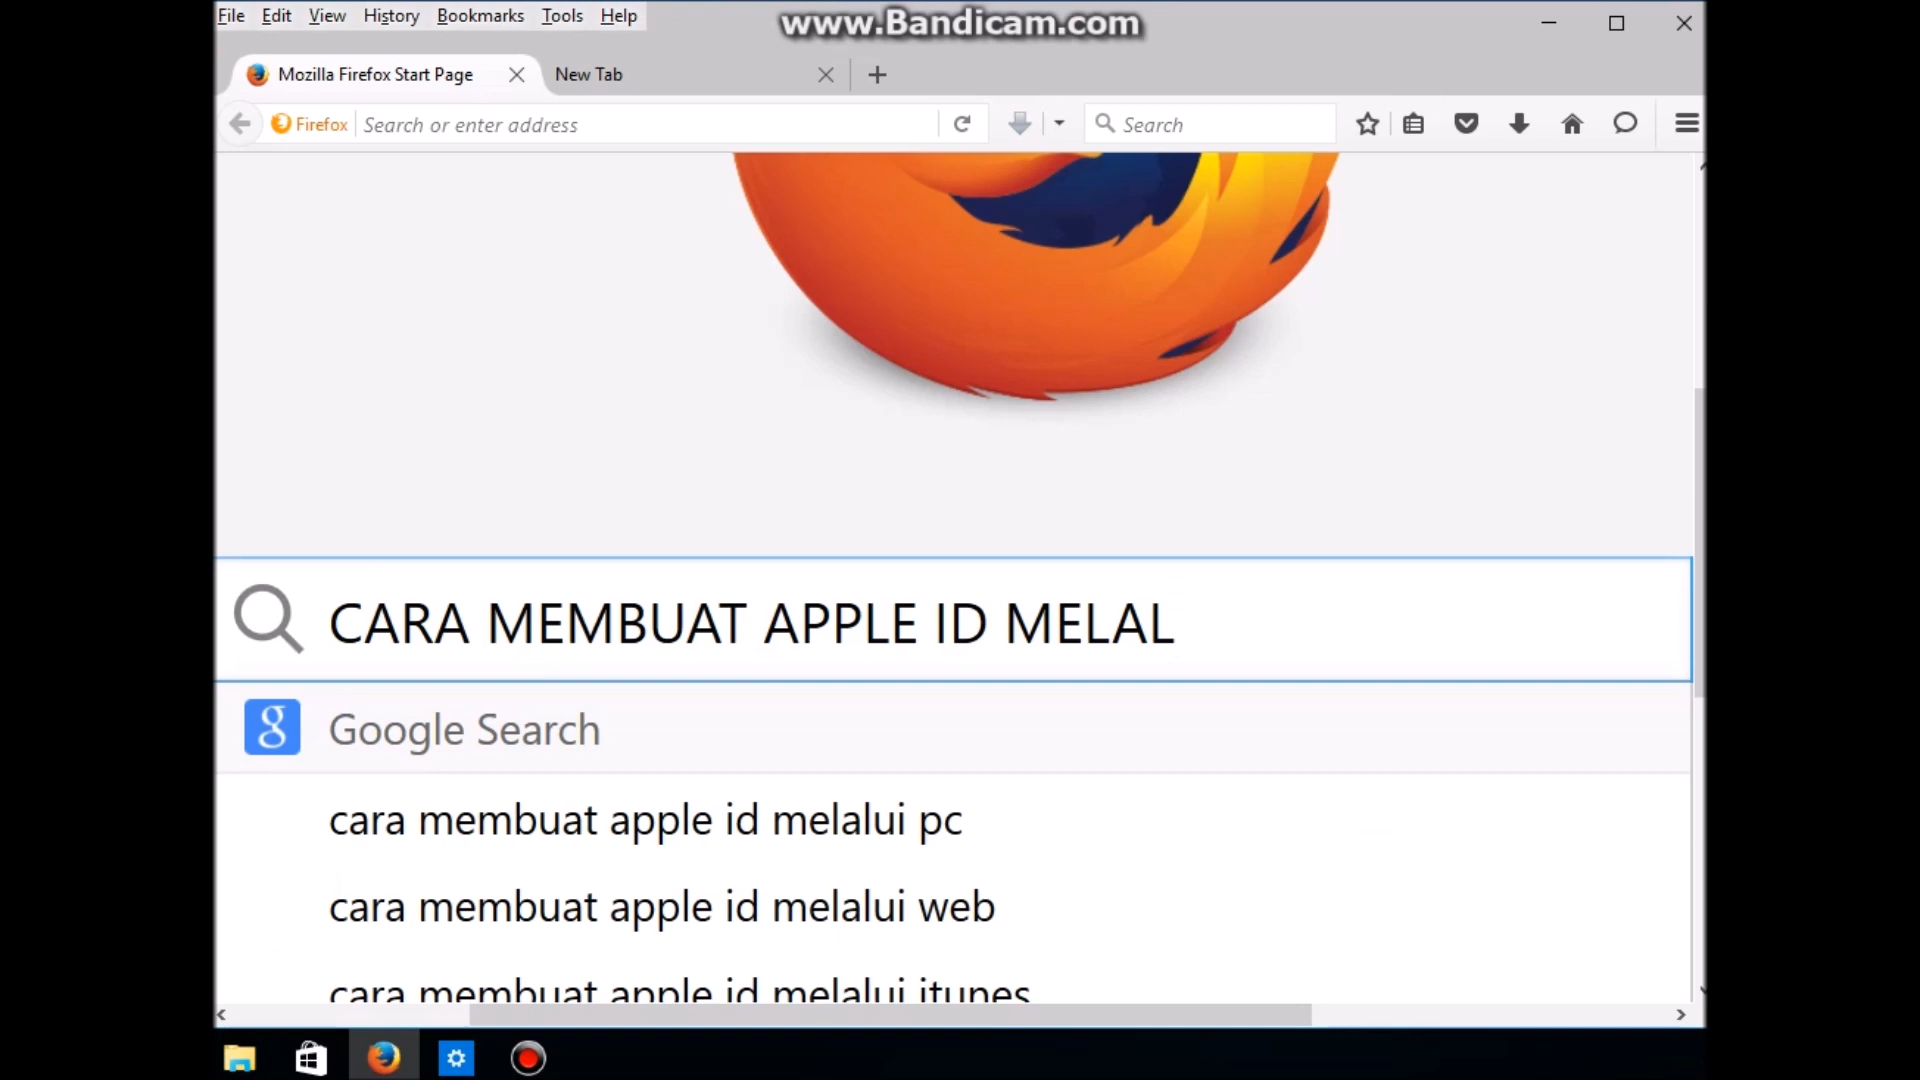 www.Bandicam.com
File Edit View History Bookmarks Tools Help
Mozilla Firefox Start Page
New Tab
Firefox
Search or enter address
Search
CARA MEMBUAT APPLE ID MELAL
g
Google Search
cara membuat apple id melalui pc
cara membuat apple id melalui web
cara membuat apple id melalui itunes